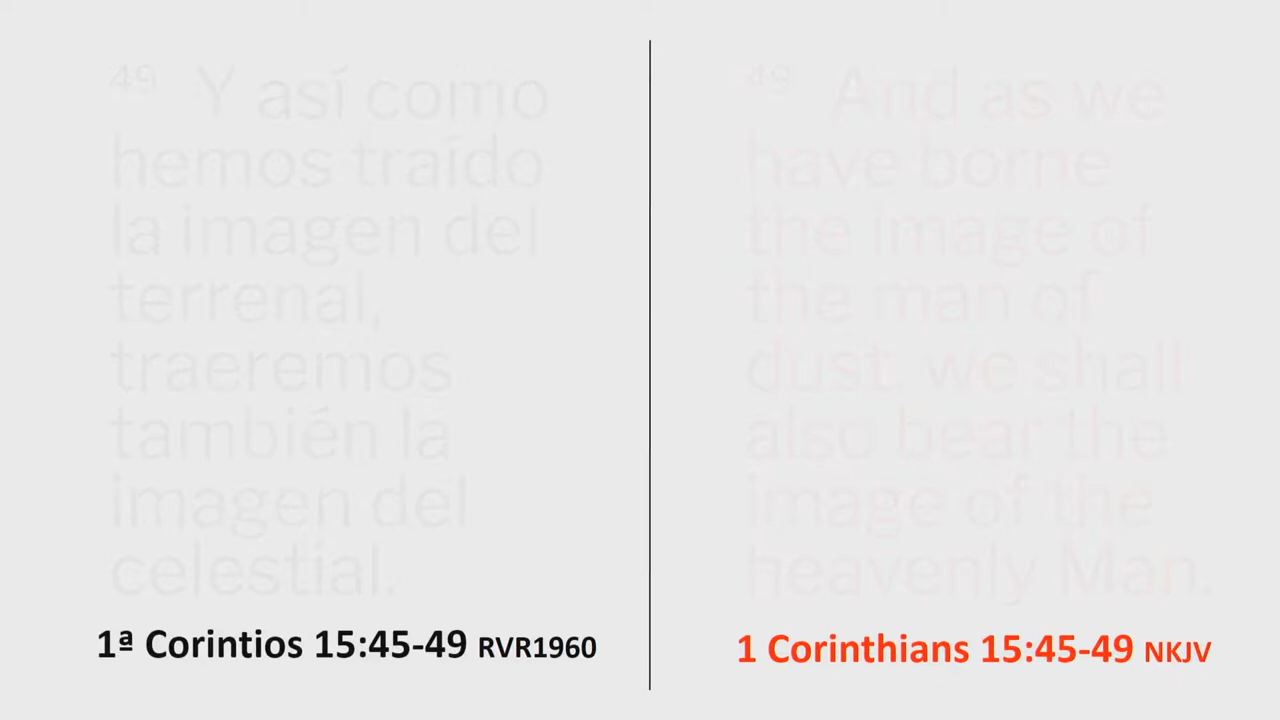 49 Y así como
hemos traído
la imagen del
terrenal,
traeremos
también la
imagen del
celestial.
1ª Corintios 15:45-49 RVR1960
49 And as we
have borne
the image of
the man of
dust, we shall
also bear the
image of the
heavenly Man.
1 Corinthians 15:45-49 NKJV